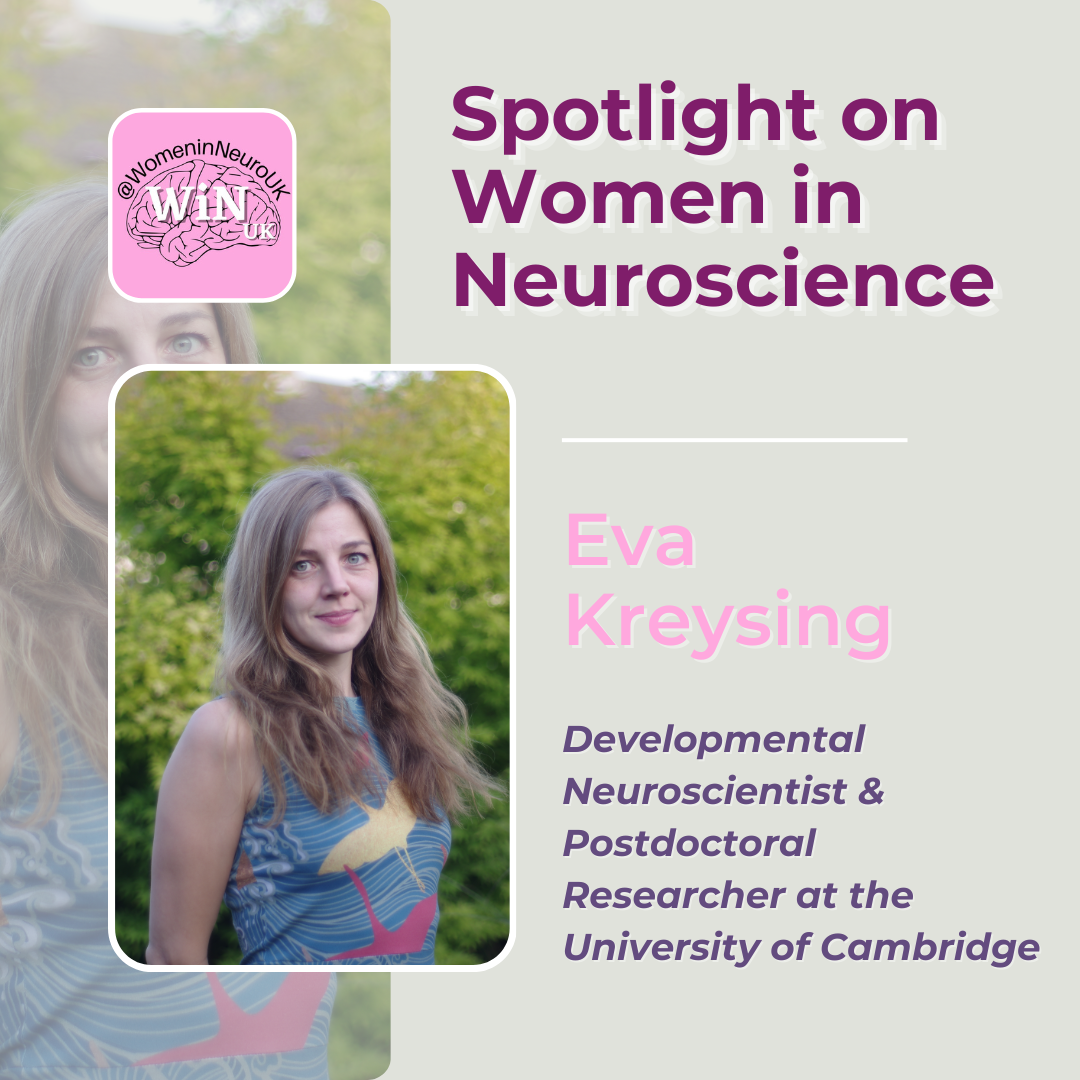 @WomeninNeuroUK
WiN
UK
Spotlight on
Women in
Neuroscience
Eva
Kreysing
Developmental
Neuroscientist &
Postdoctoral
Researcher at the
University of Cambridge